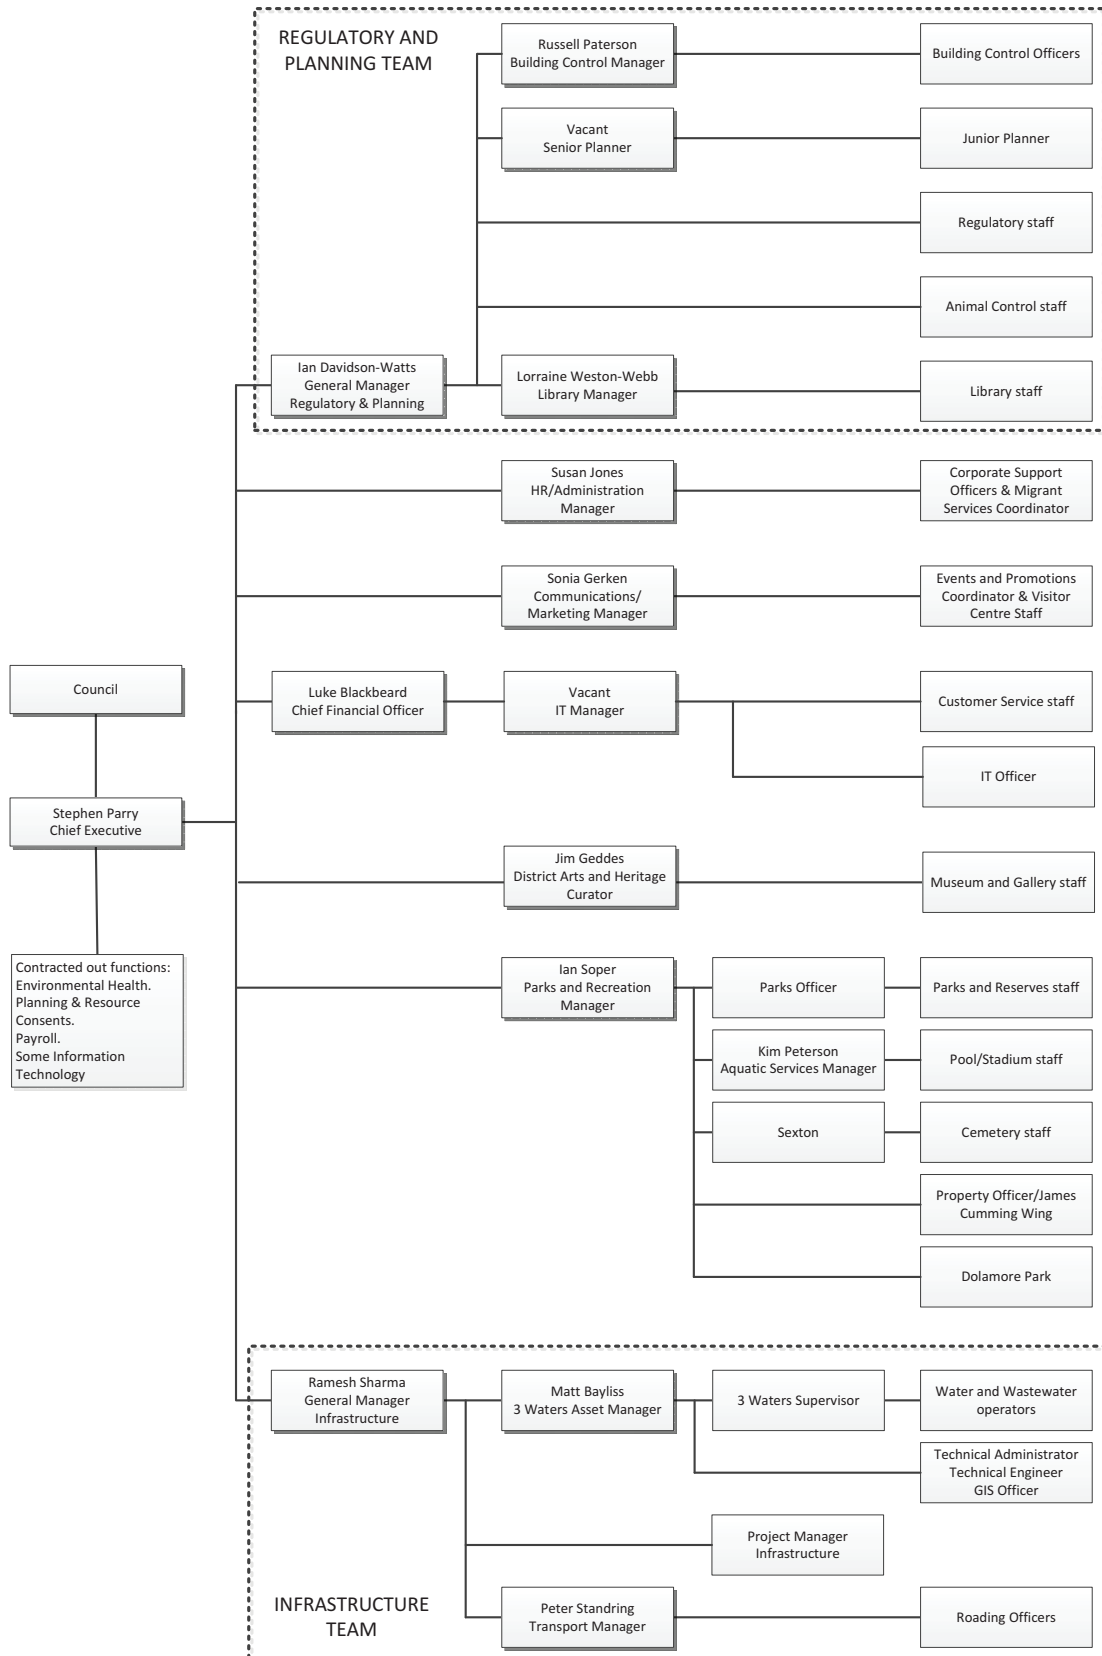 REGULATORY AND
PLANNING TEAM
Russell Paterson
Building Control Manager
Building Control Officers
Vacant
Senior Planner
Junior Planner
Regulatory staff
Animal Control staff
Ian Davidson-Watts
General Manager
Regulatory & Planning
Lorraine Weston-Webb
Library Manager
Library staff
Susan Jones
HR/Administration
Manager
Corporate Support
Officers & Migrant
Services Coordinator
Sonia Gerken
Communications/
Marketing Manager
Events and Promotions
Coordinator & Visitor
Centre Staff
Council
Luke Blackbeard
Chief Financial Officer
Vacant
IT Manager
Customer Service staff
IT Officer
Stephen Parry
Chief Executive
Jim Geddes
District Arts and Heritage
Curator
Museum and Gallery staff
Contracted out functions:
Environmental Health.
Planning & Resource
Consents.
Payroll.
Some Information
Technology
Ian Soper
Parks and Recreation
Manager
Parks Officer
Parks and Reserves staff
Kim Peterson
Aquatic Services Manager
Pool/Stadium staff
Sexton
Cemetery staff
Property Officer/James
Cumming Wing
Dolamore Park
Ramesh Sharma
General Manager
Infrastructure
Matt Bayliss
3 Waters Asset Manager
3 Waters Supervisor
Water and Wastewater
operators
Technical Administrator
Technical Engineer
GIS Officer
Project Manager
Infrastructure
INFRASTRUCTURE
TEAM
Peter Standring
Transport Manager
Roading Officers